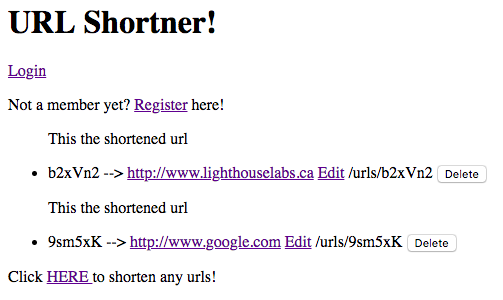 URL Shortner!
Login
Not a member yet? Register here!
This the shortened url
b2xVn2 --> http://www.lighthouselabs.ca Edit /urls/b2xVn2 Delete
This the shortened url
9sm5xK --> http://www.google.com Edit /urls/9sm5xK Delete
Click HERE to shorten any urls!